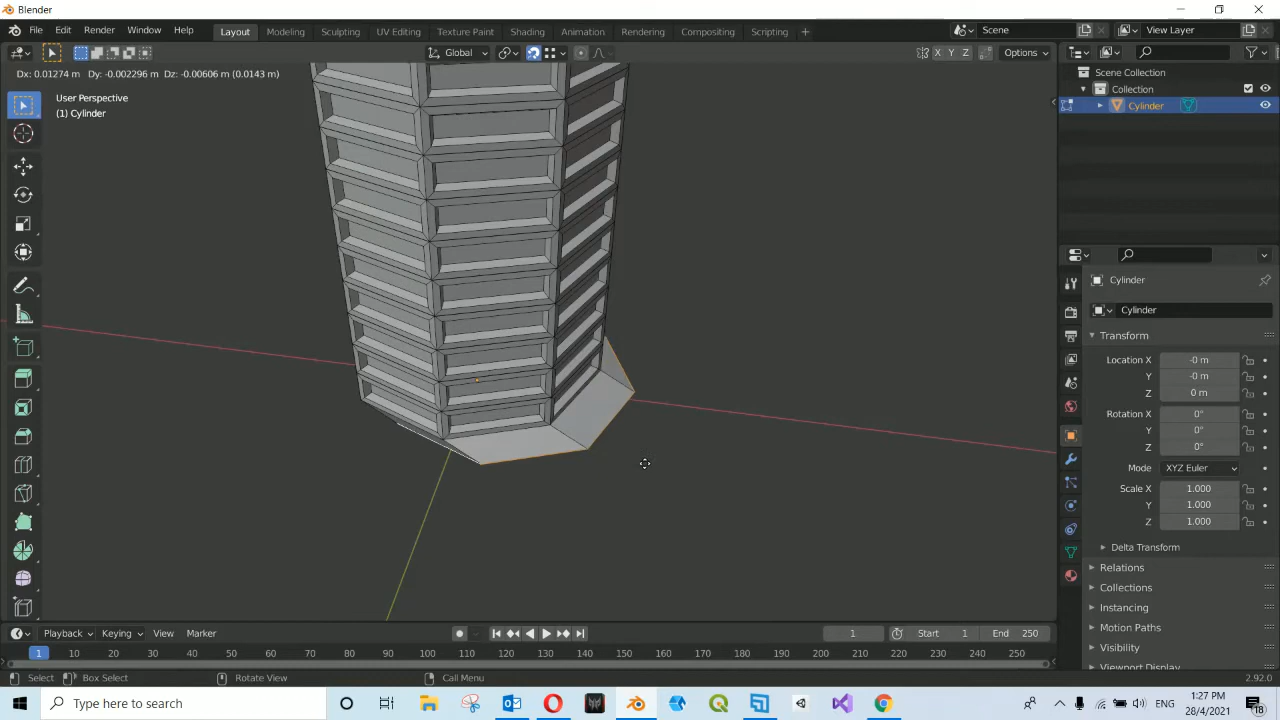 Blender
File Edit Render Window Help
Layout Modeling Sculpting UV Editing Texture Paint Shading Animation Rendering Compositing Scripting +
Scene
View Layer
Global
X Y Z
Options
Dx: 0.01274 m Dy: -0.002296 m Dz: -0.00606 m (0.0143 m)
User Perspective
(1) Cylinder
Scene Collection
Collection
Cylinder
Cylinder
Cylinder
Transform
Location X -0 m
Y -0 m
Z 0 m
Rotation X 0°
Y 0°
Z 0°
Mode XYZ Euler
Scale X 1.000
Y 1.000
Z 1.000
Delta Transform
Relations
Collections
Instancing
Motion Paths
Visibility
Viewport Display
Playback Keying View Marker
1
Start 1
End 250
1 10 20 30 40 50 60 70 80 90 100 110 120 130 140 150 160 170 180 190 200 210 220 230 240 250
Select Box Select Rotate View Call Menu
2.92.0
Type here to search
ENG
1:27 PM
28/4/2021
18